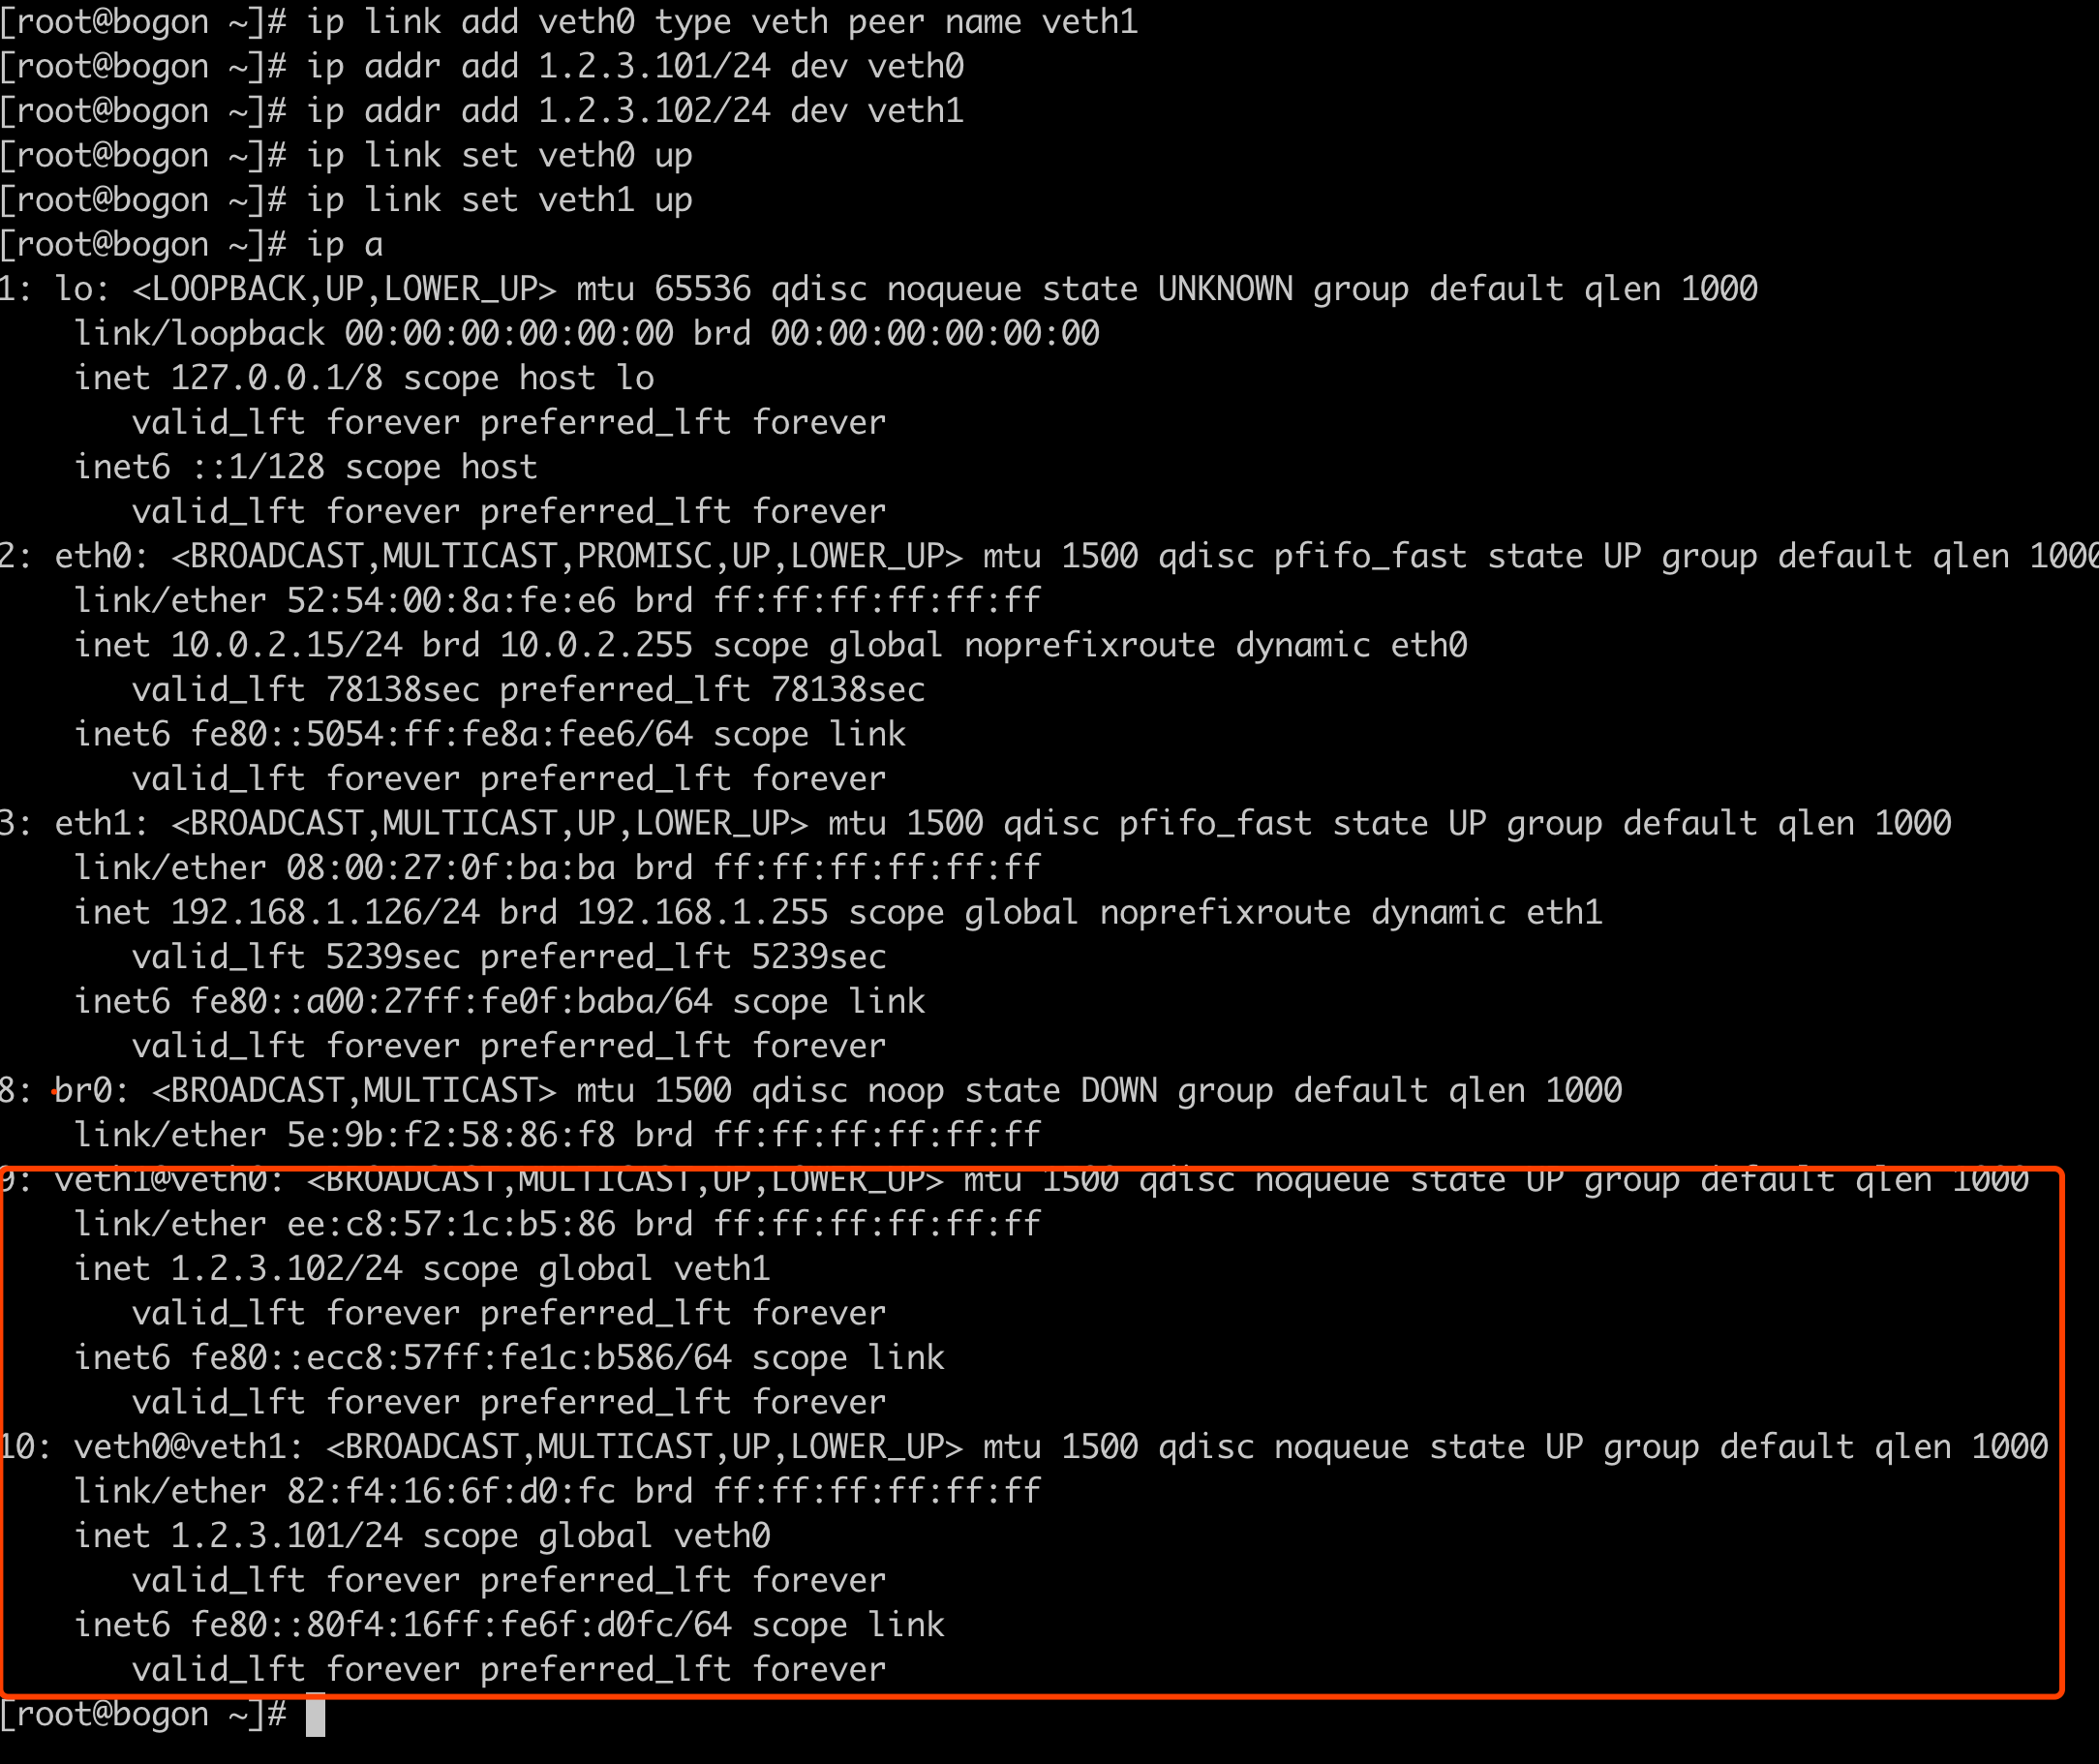 [root@bogon ~]# ip link add veth0 type veth peer name veth1
[root@bogon ~]# ip addr add 1.2.3.101/24 dev veth0
[root@bogon ~]# ip addr add 1.2.3.102/24 dev veth1
[root@bogon ~]# ip link set veth0 up
[root@bogon ~]# ip link set veth1 up
[root@bogon ~]# ip a
1: lo: <LOOPBACK,UP,LOWER_UP> mtu 65536 qdisc noqueue state UNKNOWN group default qlen 1000
    link/loopback 00:00:00:00:00:00 brd 00:00:00:00:00:00
    inet 127.0.0.1/8 scope host lo
       valid_lft forever preferred_lft forever
    inet6 ::1/128 scope host
       valid_lft forever preferred_lft forever
2: eth0: <BROADCAST,MULTICAST,PROMISC,UP,LOWER_UP> mtu 1500 qdisc pfifo_fast state UP group default qlen 1000
    link/ether 52:54:00:8a:fe:e6 brd ff:ff:ff:ff:ff:ff
    inet 10.0.2.15/24 brd 10.0.2.255 scope global noprefixroute dynamic eth0
       valid_lft 78138sec preferred_lft 78138sec
    inet6 fe80::5054:ff:fe8a:fee6/64 scope link
       valid_lft forever preferred_lft forever
3: eth1: <BROADCAST,MULTICAST,UP,LOWER_UP> mtu 1500 qdisc pfifo_fast state UP group default qlen 1000
    link/ether 08:00:27:0f:ba:ba brd ff:ff:ff:ff:ff:ff
    inet 192.168.1.126/24 brd 192.168.1.255 scope global noprefixroute dynamic eth1
       valid_lft 5239sec preferred_lft 5239sec
    inet6 fe80::a00:27ff:fe0f:baba/64 scope link
       valid_lft forever preferred_lft forever
8: br0: <BROADCAST,MULTICAST> mtu 1500 qdisc noop state DOWN group default qlen 1000
    link/ether 5e:9b:f2:58:86:f8 brd ff:ff:ff:ff:ff:ff
9: veth1@veth0: <BROADCAST,MULTICAST,UP,LOWER_UP> mtu 1500 qdisc noqueue state UP group default qlen 1000
    link/ether ee:c8:57:1c:b5:86 brd ff:ff:ff:ff:ff:ff
    inet 1.2.3.102/24 scope global veth1
       valid_lft forever preferred_lft forever
    inet6 fe80::ecc8:57ff:fe1c:b586/64 scope link
       valid_lft forever preferred_lft forever
10: veth0@veth1: <BROADCAST,MULTICAST,UP,LOWER_UP> mtu 1500 qdisc noqueue state UP group default qlen 1000
    link/ether 82:f4:16:6f:d0:fc brd ff:ff:ff:ff:ff:ff
    inet 1.2.3.101/24 scope global veth0
       valid_lft forever preferred_lft forever
    inet6 fe80::80f4:16ff:fe6f:d0fc/64 scope link
       valid_lft forever preferred_lft forever
[root@bogon ~]#